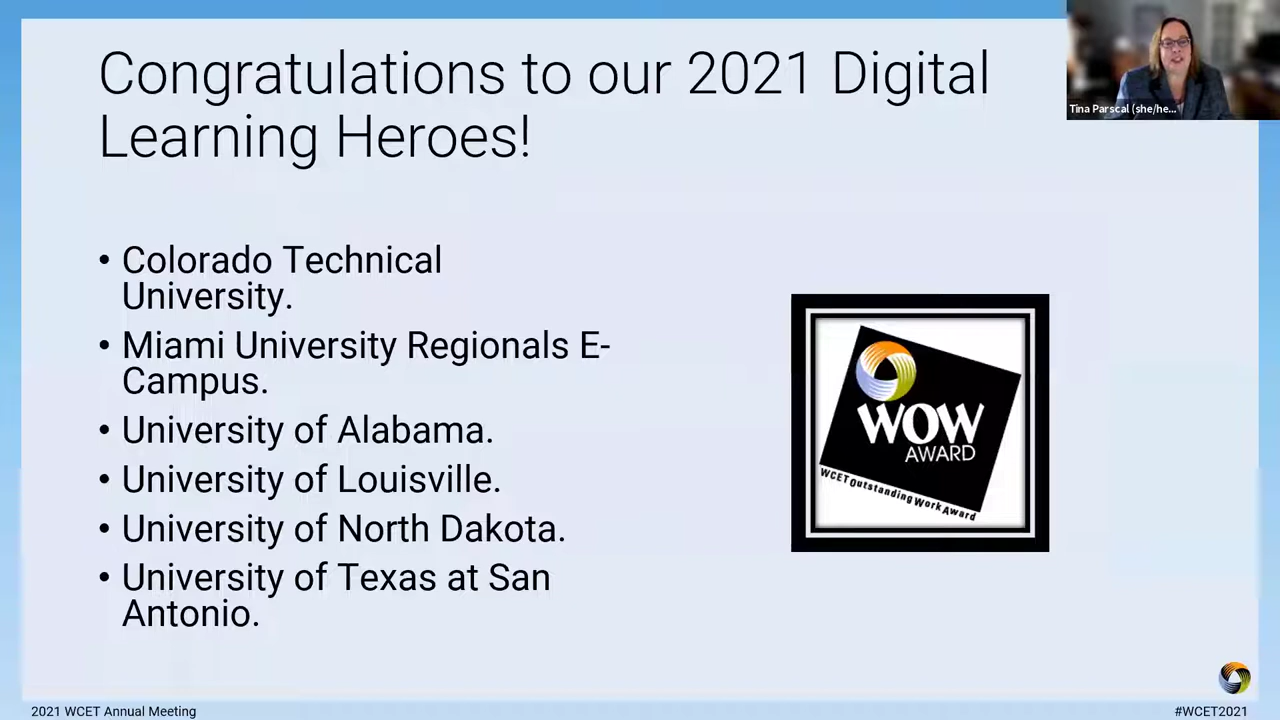 Congratulations to our 2021 Digital
Learning Heroes!
Tina Parscal (she/he...
• Colorado Technical
University.
• Miami University Regionals E-
Campus.
• University of Alabama.
• University of Louisville.
• University of North Dakota.
• University of Texas at San
Antonio.
WOW
AWARD
WCET Outstanding Work Award
2021 WCET Annual Meeting
#WCET2021